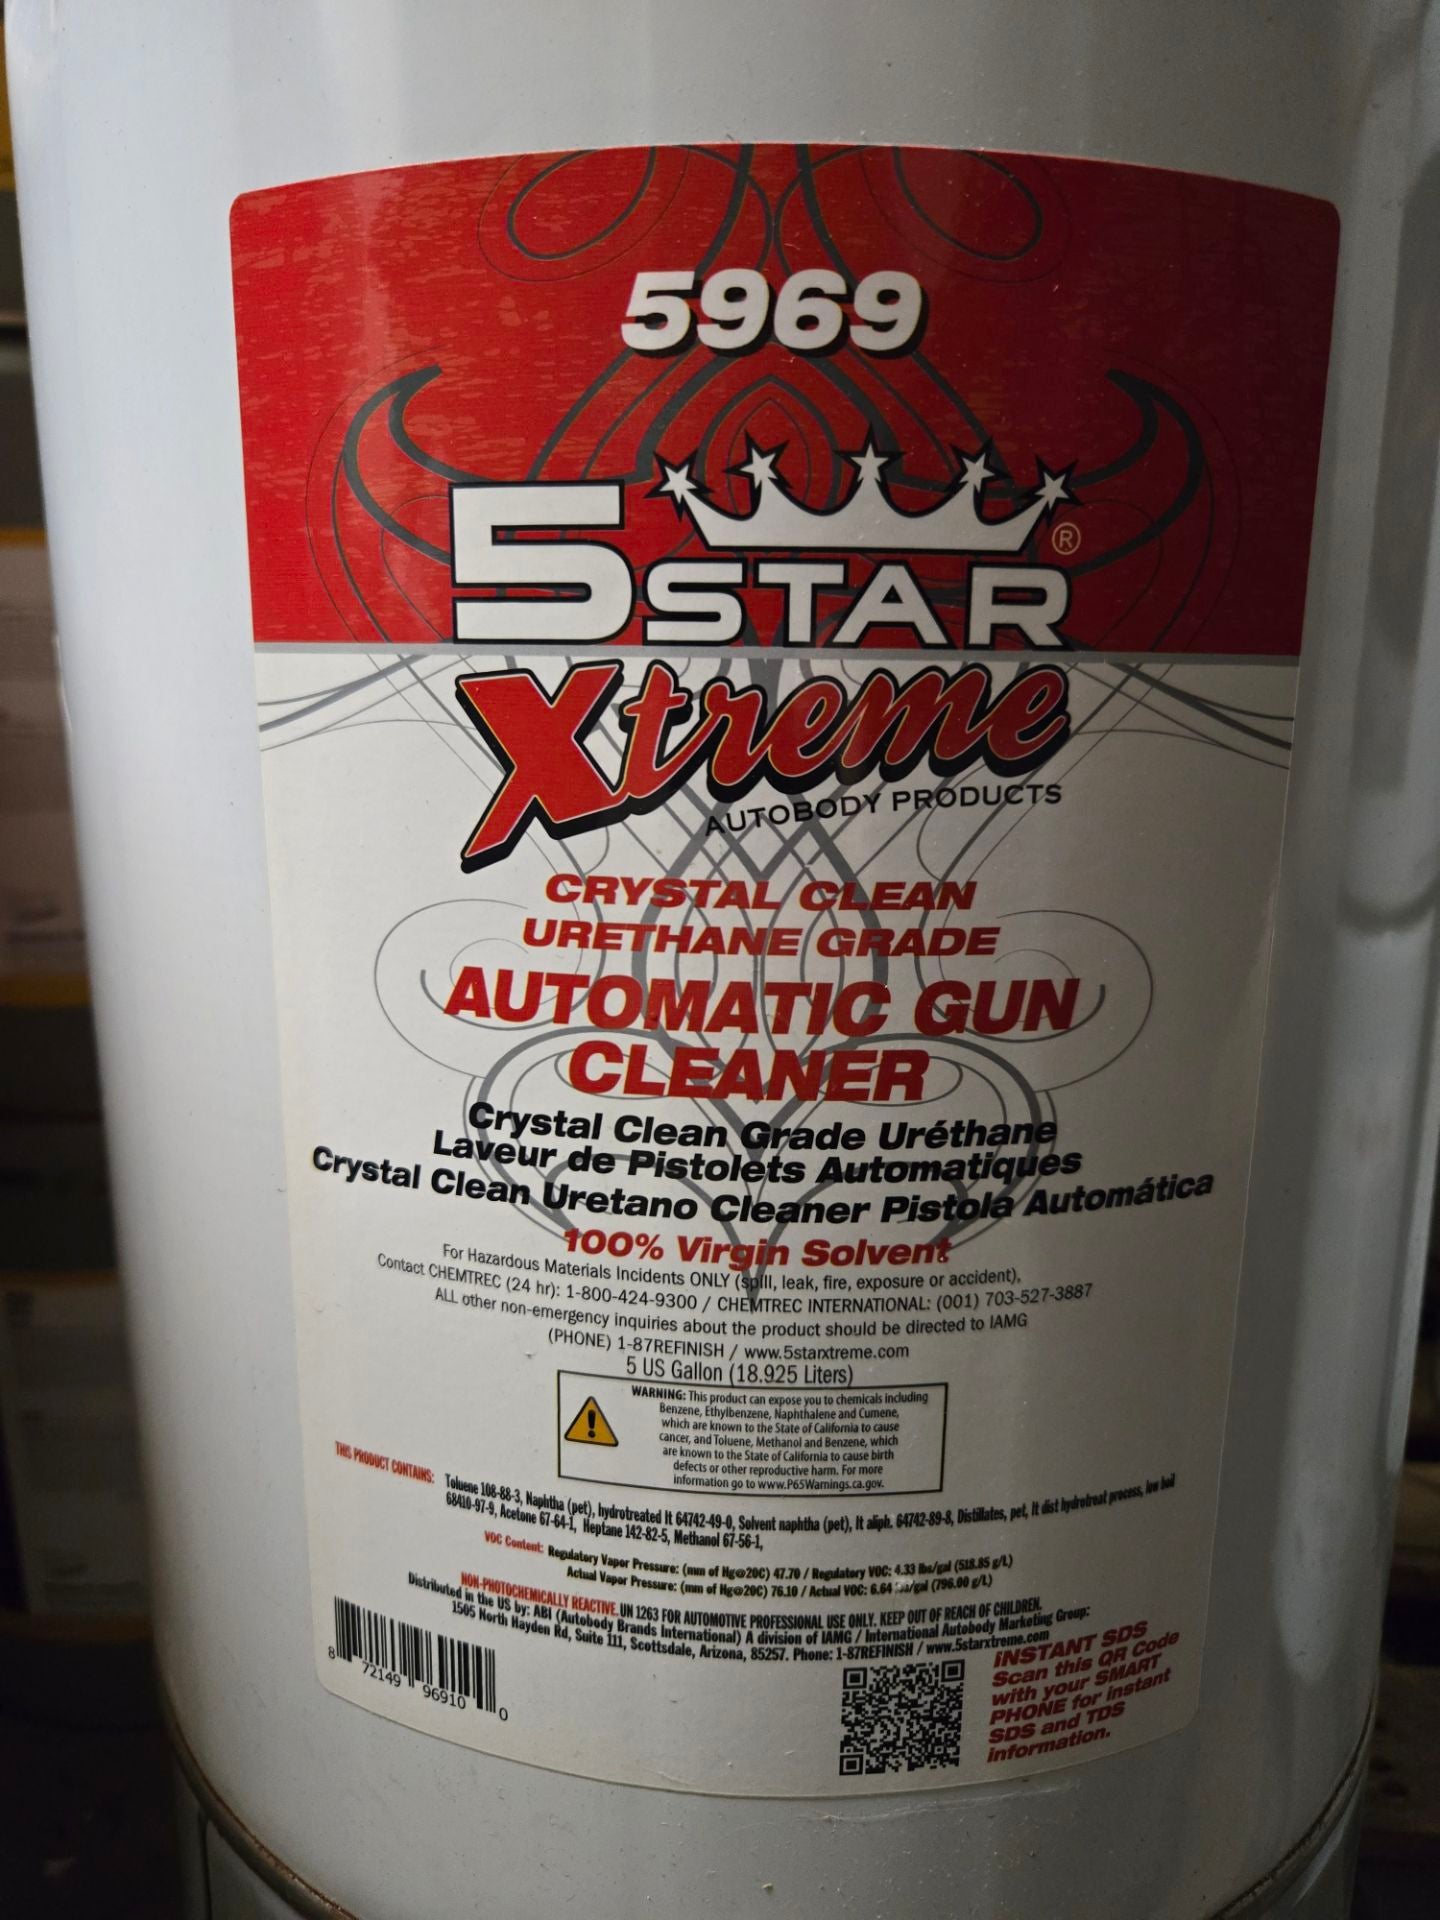 5969
5 STAR ®
Xtreme
AUTOBODY PRODUCTS
CRYSTAL CLEAN
URETHANE GRADE
AUTOMATIC GUN
CLEANER
Crystal Clean Grade Uréthane
Laveur de Pistolets Automatiques
Crystal Clean Uretano Cleaner Pistola Automática
100% Virgin Solvent
For Hazardous Materials Incidents ONLY (spill, leak, fire, exposure or accident),
Contact CHEMTREC (24 hr): 1-800-424-9300 / CHEMTREC INTERNATIONAL: (001) 703-527-3887
ALL other non-emergency inquiries about the product should be directed to IAMG
(PHONE) 1-87REFINISH / www.5starxtreme.com
5 US Gallon (18.925 Liters)
WARNING: This product can expose you to chemicals including
Benzene, Ethylbenzene, Naphthalene and Cumene,
which are known to the State of California to cause
cancer, and Toluene, Methanol and Benzene, which
are known to the State of California to cause birth
defects or other reproductive harm. For more
information go to www.P65Warnings.ca.gov.
THIS PRODUCT CONTAINS: Toluene 108-88-3, Naphtha (pet), hydrotreated lt 64742-49-0, Solvent naphtha (pet), lt aliph. 64742-89-8, Distillates, pet, lt dist hydrotreat process, low boil
68410-97-9, Acetone 67-64-1, Heptane 142-82-5, Methanol 67-56-1,
VOC Content: Regulatory Vapor Pressure: (mm of Hg@20C) 47.70 / Regulatory VOC: 4.33 lbs/gal (518.85 g/L)
Actual Vapor Pressure: (mm of Hg@20C) 76.10 / Actual VOC: 6.64 lbs/gal (796.00 g/L)
NON-PHOTOCHEMICALLY REACTIVE. UN 1263 FOR AUTOMOTIVE PROFESSIONAL USE ONLY. KEEP OUT OF REACH OF CHILDREN.
Distributed in the US by: ABI (Autobody Brands International) A division of IAMG / International Autobody Marketing Group:
1505 North Hayden Rd, Suite 111, Scottsdale, Arizona, 85257. Phone: 1-87REFINISH / www.5starxtreme.com
8 72149 96910 0
INSTANT SDS
Scan this QR Code
with your SMART
PHONE for instant
SDS and TDS
information.